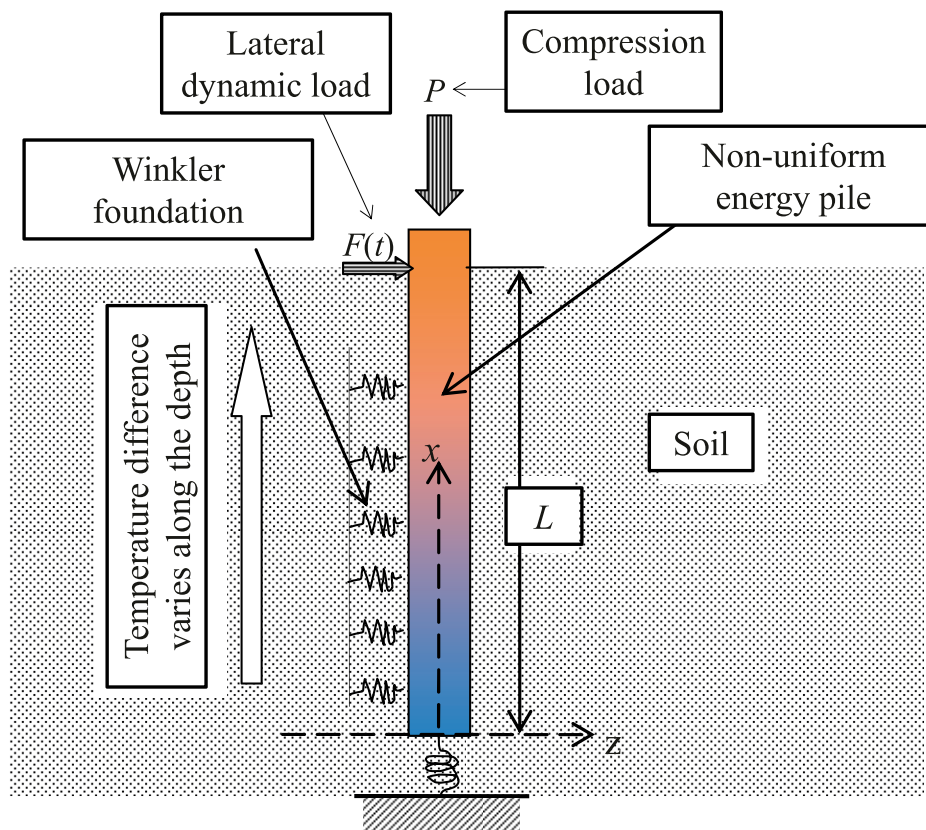 Lateral
dynamic load
Compression
load
P
Winkler
foundation
Non-uniform
energy pile
F(t)
Temperature difference
varies along the depth
Soil
x
L
z